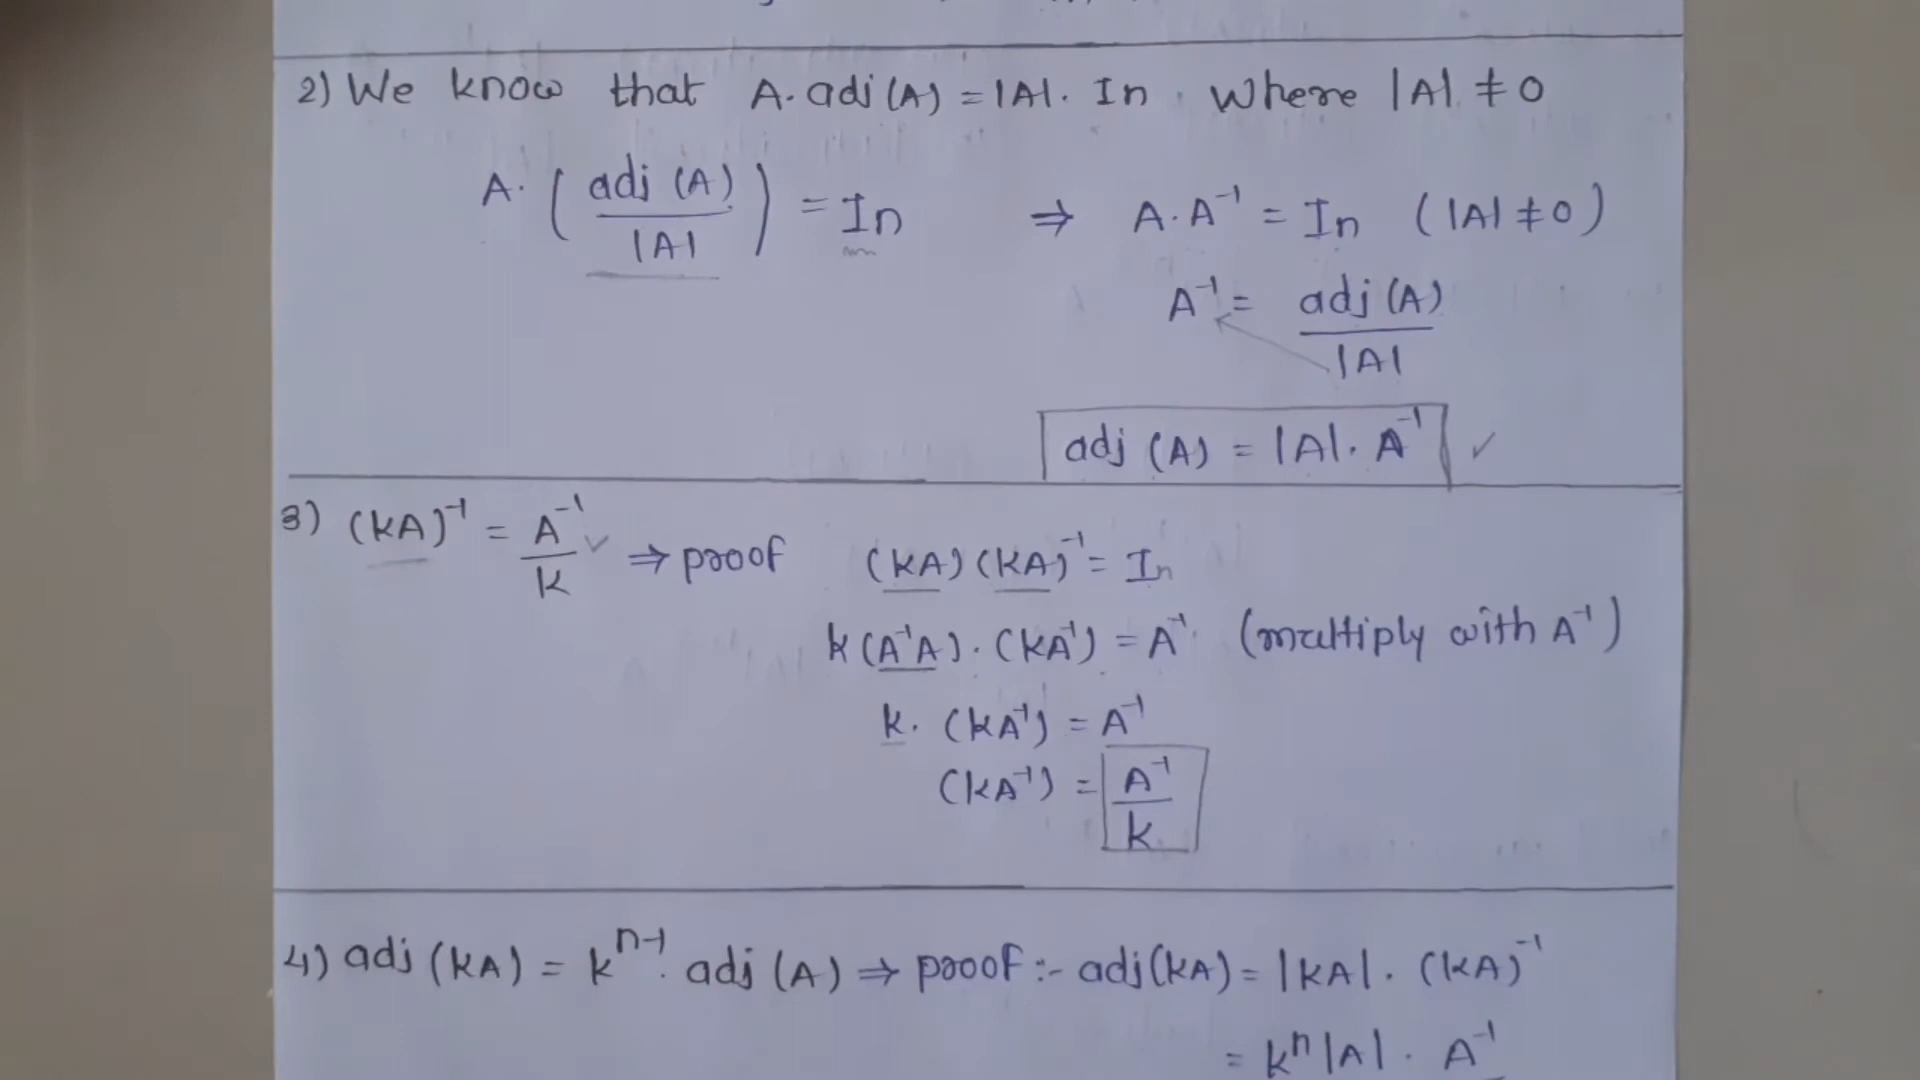 2) We know that A. adj (A) = |A|. In. Where |A| ≠ 0
A. ( adj (A) / |A| ) = In ⇒ A. A⁻¹ = In (|A| ≠ 0)
A⁻¹ = adj (A) / |A|
adj (A) = |A|. A⁻¹ ✓
3) (kA)⁻¹ = A⁻¹ / k ✓ ⇒ proof (kA) (kA)⁻¹ = In
k (A⁻¹A). (kA⁻¹) = A⁻¹ (multiply with A⁻¹)
k. (kA⁻¹) = A⁻¹
(kA⁻¹) = A⁻¹ / k
4) adj (kA) = kⁿ⁻¹. adj (A) ⇒ proof :- adj(kA) = |kA|. (kA)⁻¹
= kⁿ |A|. A⁻¹